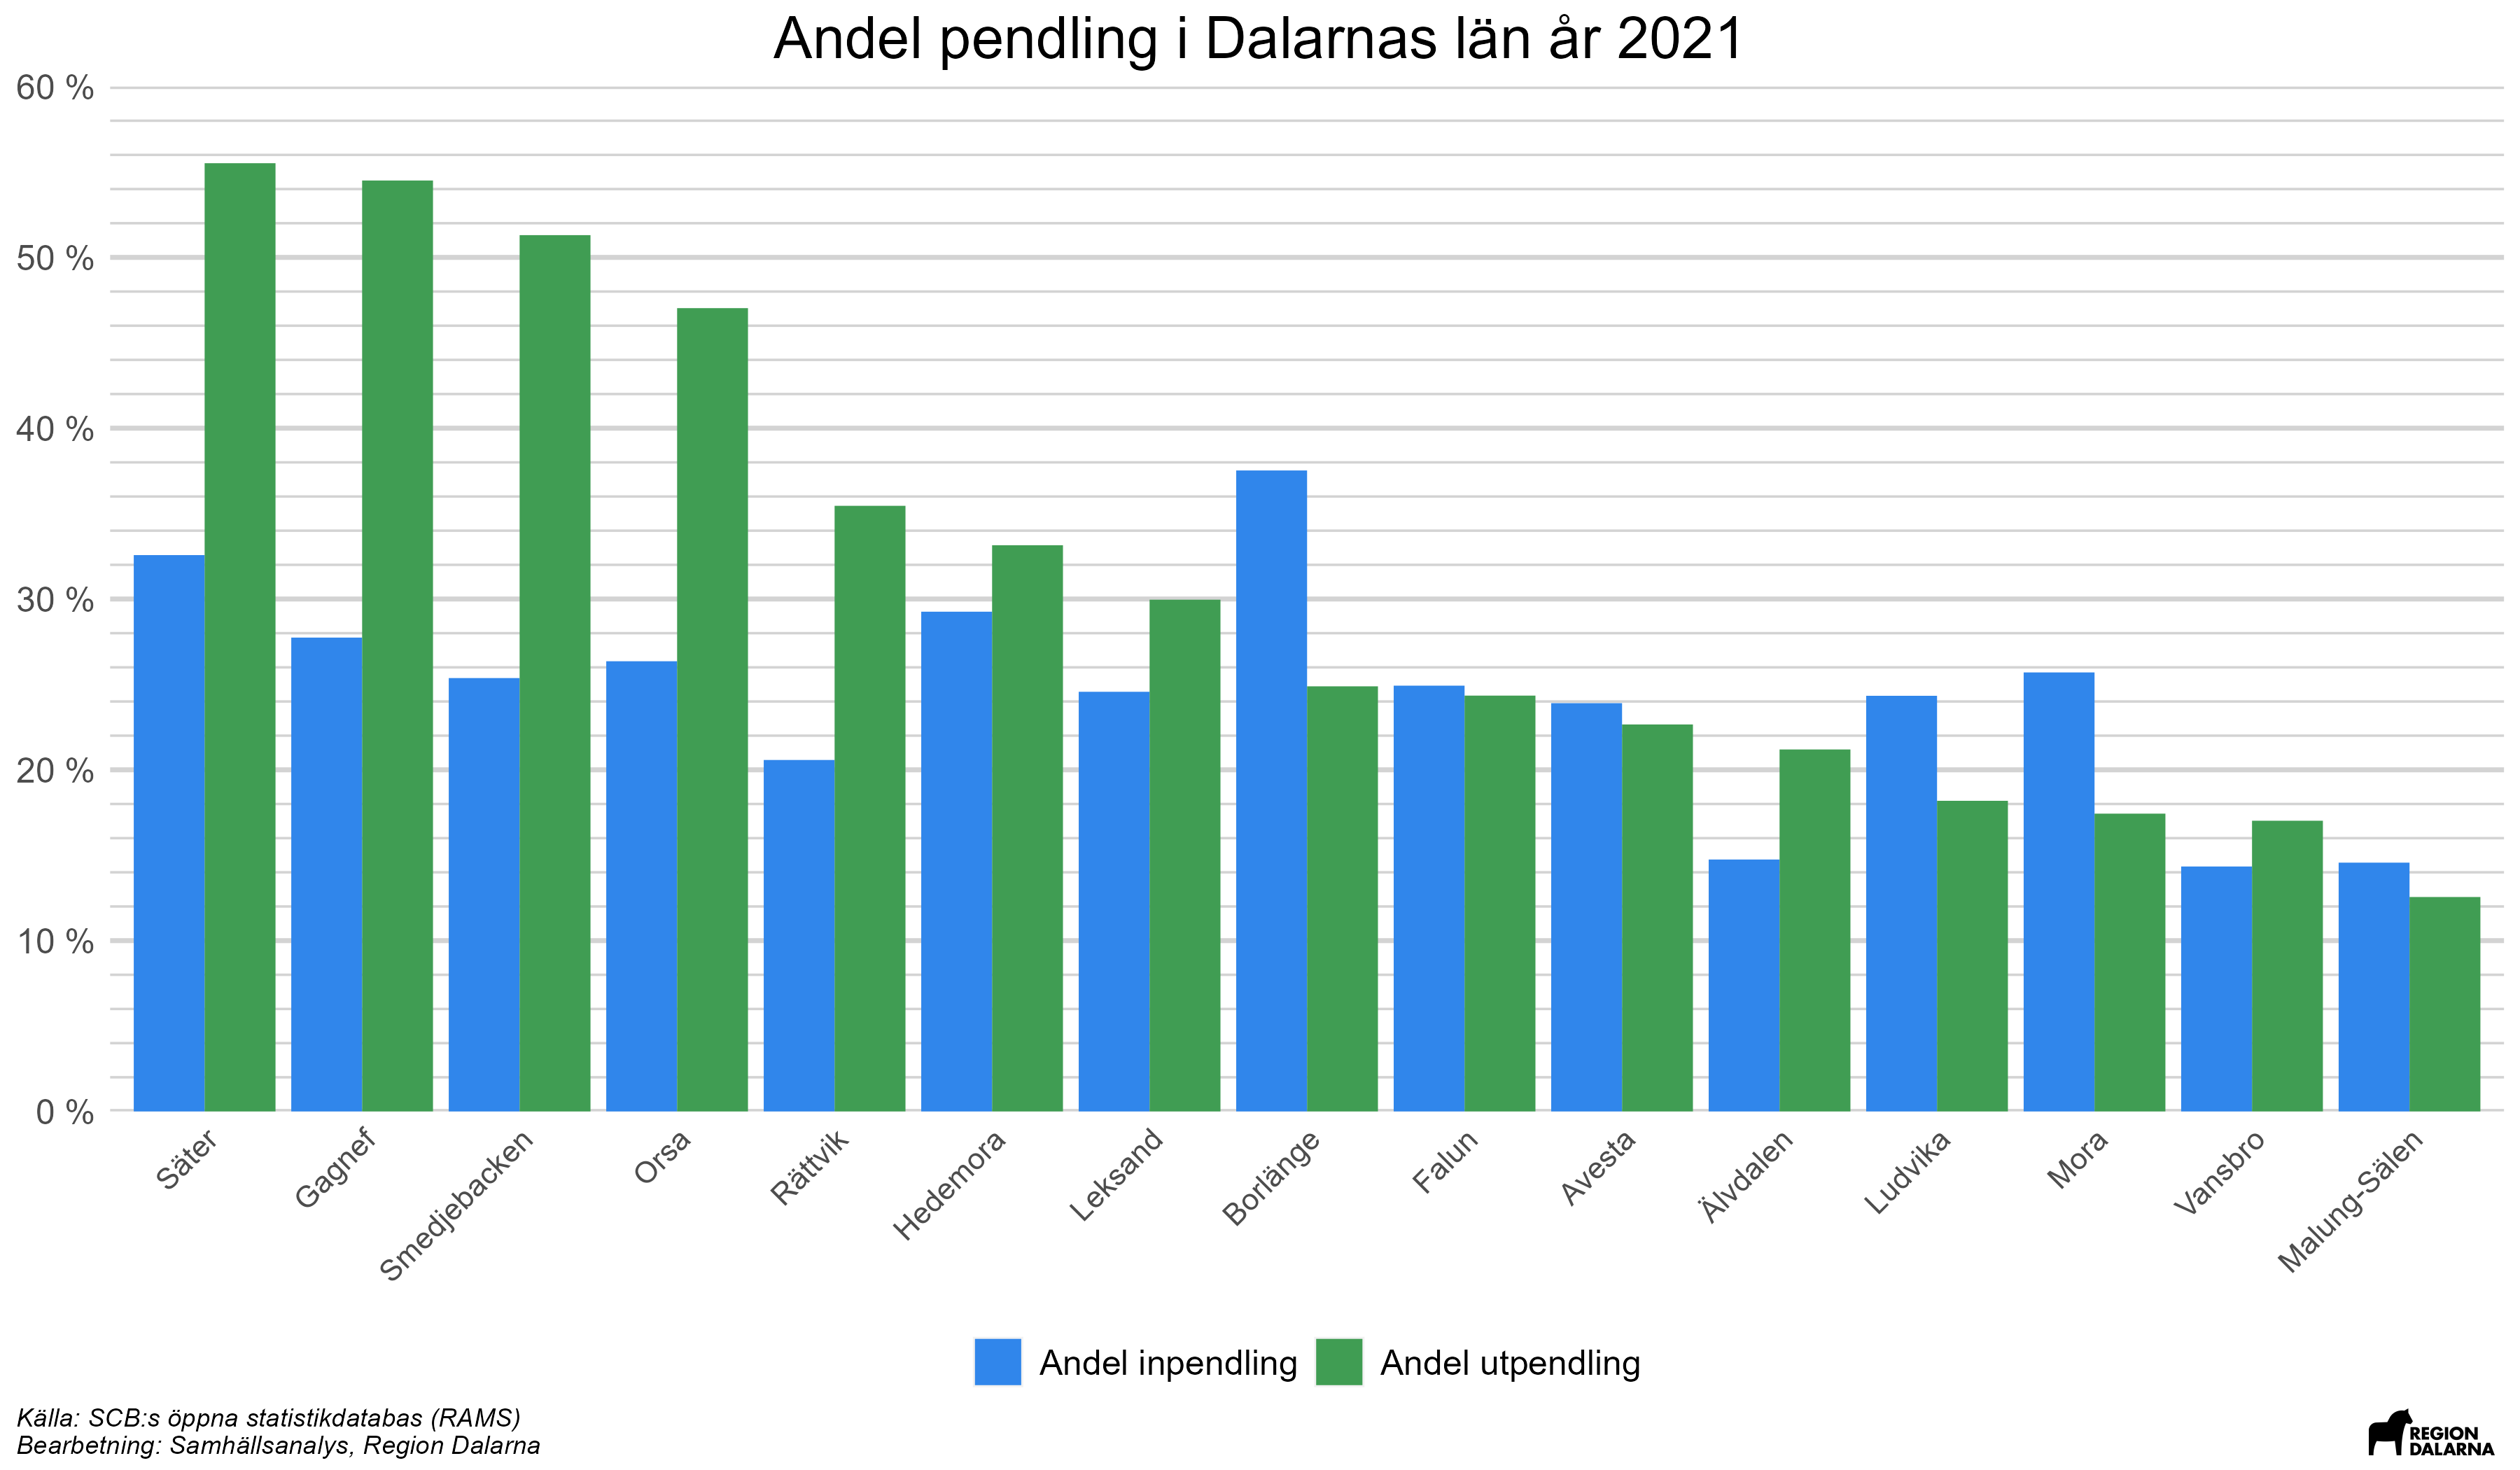 Andel pendling i Dalarnas län år 2021
60 %
50 %
40 %
30 %
20 %
10 %
0 %
Säter
Gagnef
Smedjebacken
Orsa
Rättvik
Hedemora
Leksand
Borlänge
Falun
Avesta
Älvdalen
Ludvika
Mora
Vansbro
Malung-Sälen
Andel inpendling
Andel utpendling
Källa: SCB:s öppna statistikdatabas (RAMS)
Bearbetning: Samhällsanalys, Region Dalarna
REGION
DALARNA